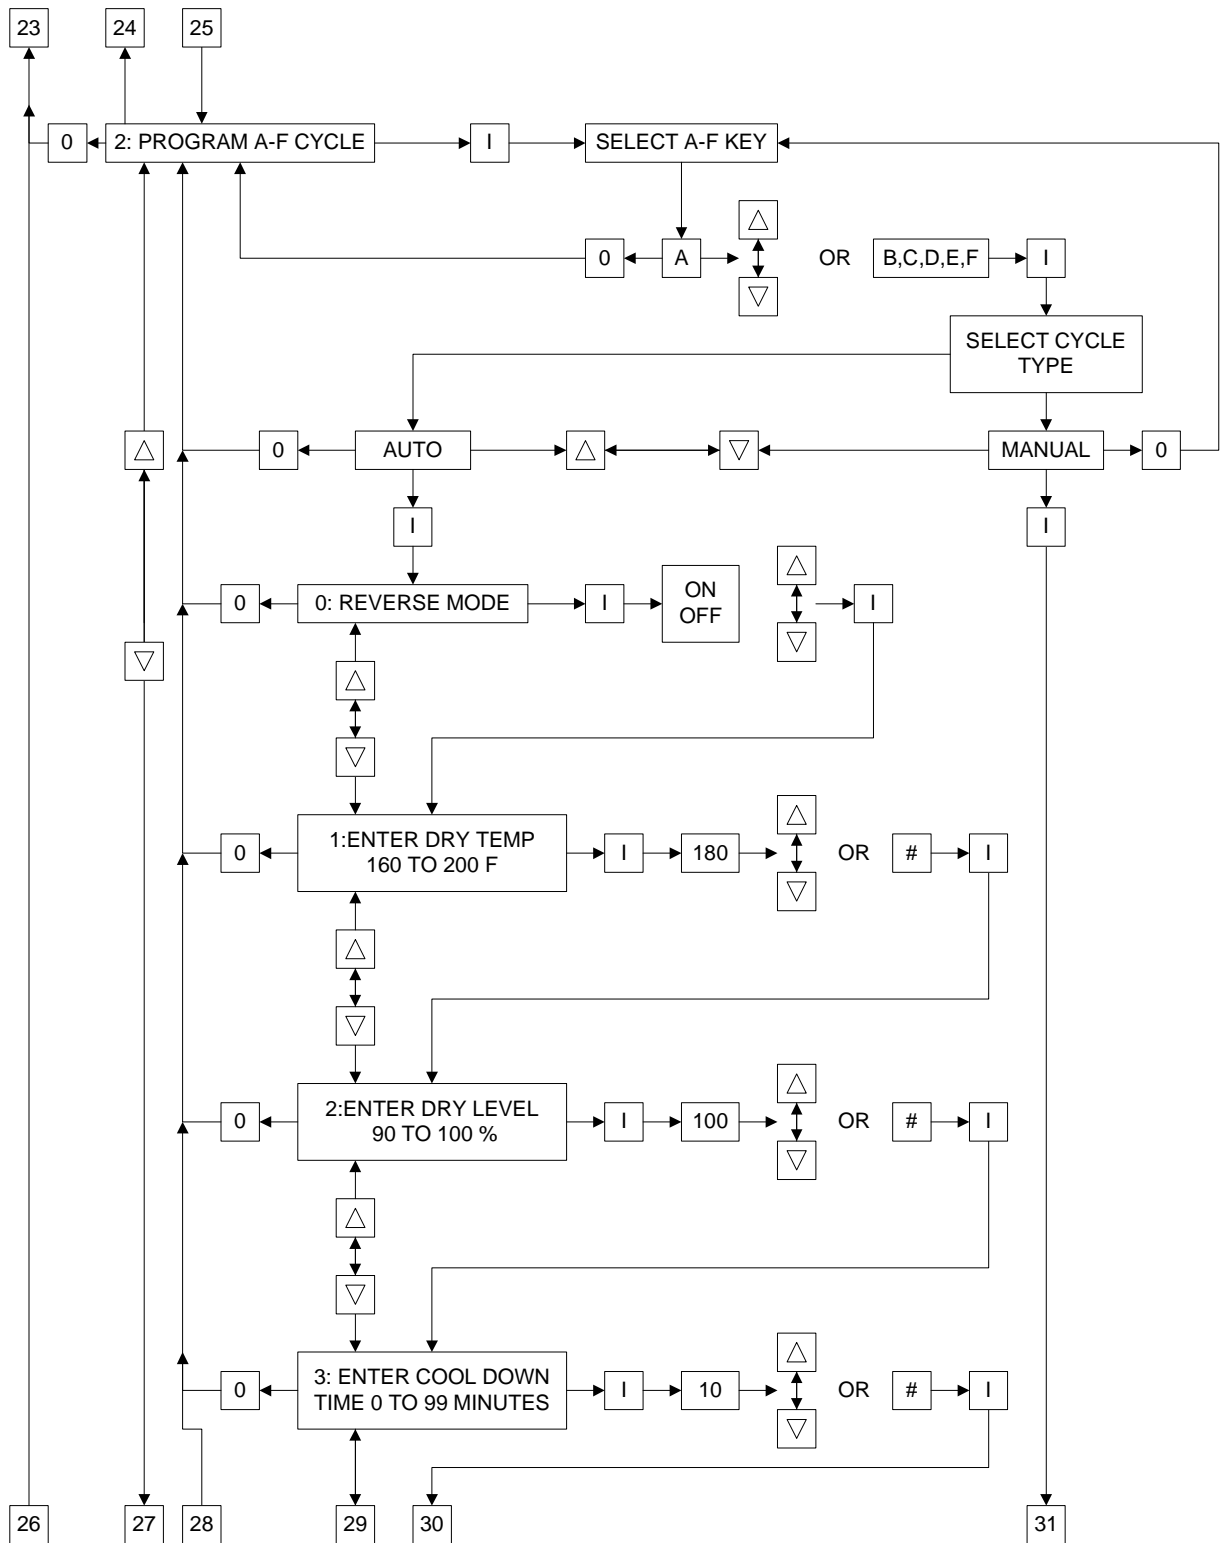 23 24 25
0 2: PROGRAM A-F CYCLE I SELECT A-F KEY
△
0 A OR B,C,D,E,F I
▽
SELECT CYCLE
TYPE
△ 0 AUTO △ ▽ MANUAL 0
I I
△
0 0: REVERSE MODE I ON I
OFF
▽ ▽
△
▽
△
0 1:ENTER DRY TEMP I 180 OR # I
160 TO 200 F
▽
△
▽
△
0 2:ENTER DRY LEVEL I 100 OR # I
90 TO 100 %
▽
△
▽
△
0 3: ENTER COOL DOWN I 10 OR # I
TIME 0 TO 99 MINUTES
▽
26 27 28 29 30 31